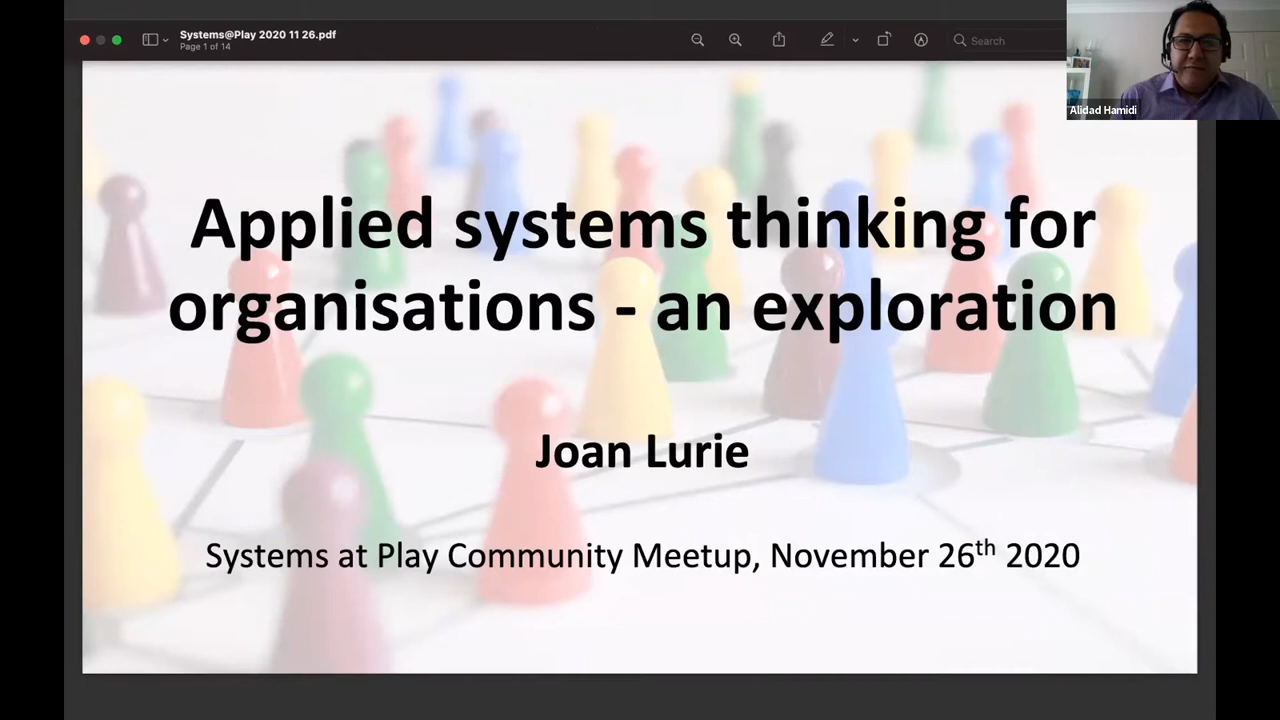 Systems@Play 2020 11 26.pdf
Page 1 of 14
Search
Alidad Hamidi
Applied systems thinking for
organisations - an exploration
Joan Lurie
Systems at Play Community Meetup, November 26th 2020